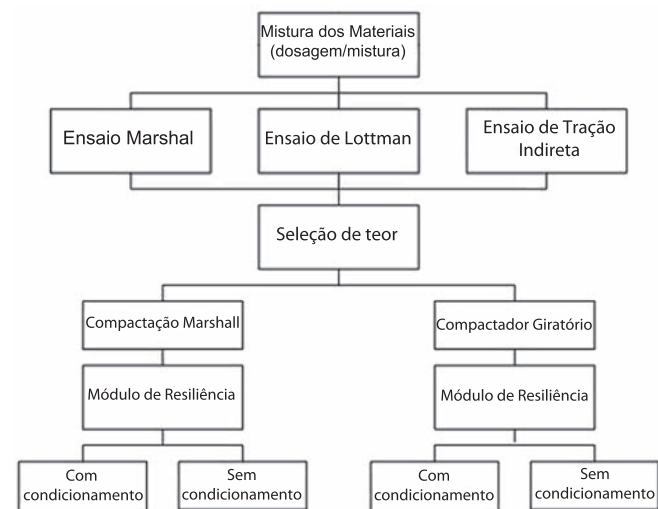 Mistura dos Materiais
(dosagem/mistura)
Ensaio Marshal
Ensaio de Lottman
Ensaio de Tração
Indireta
Seleção de teor
Compactação Marshall
Compactador Giratório
Módulo de Resiliência
Módulo de Resiliência
Com
condicionamento
Sem
condicionamento
Com
condicionamento
Sem
condicionamento